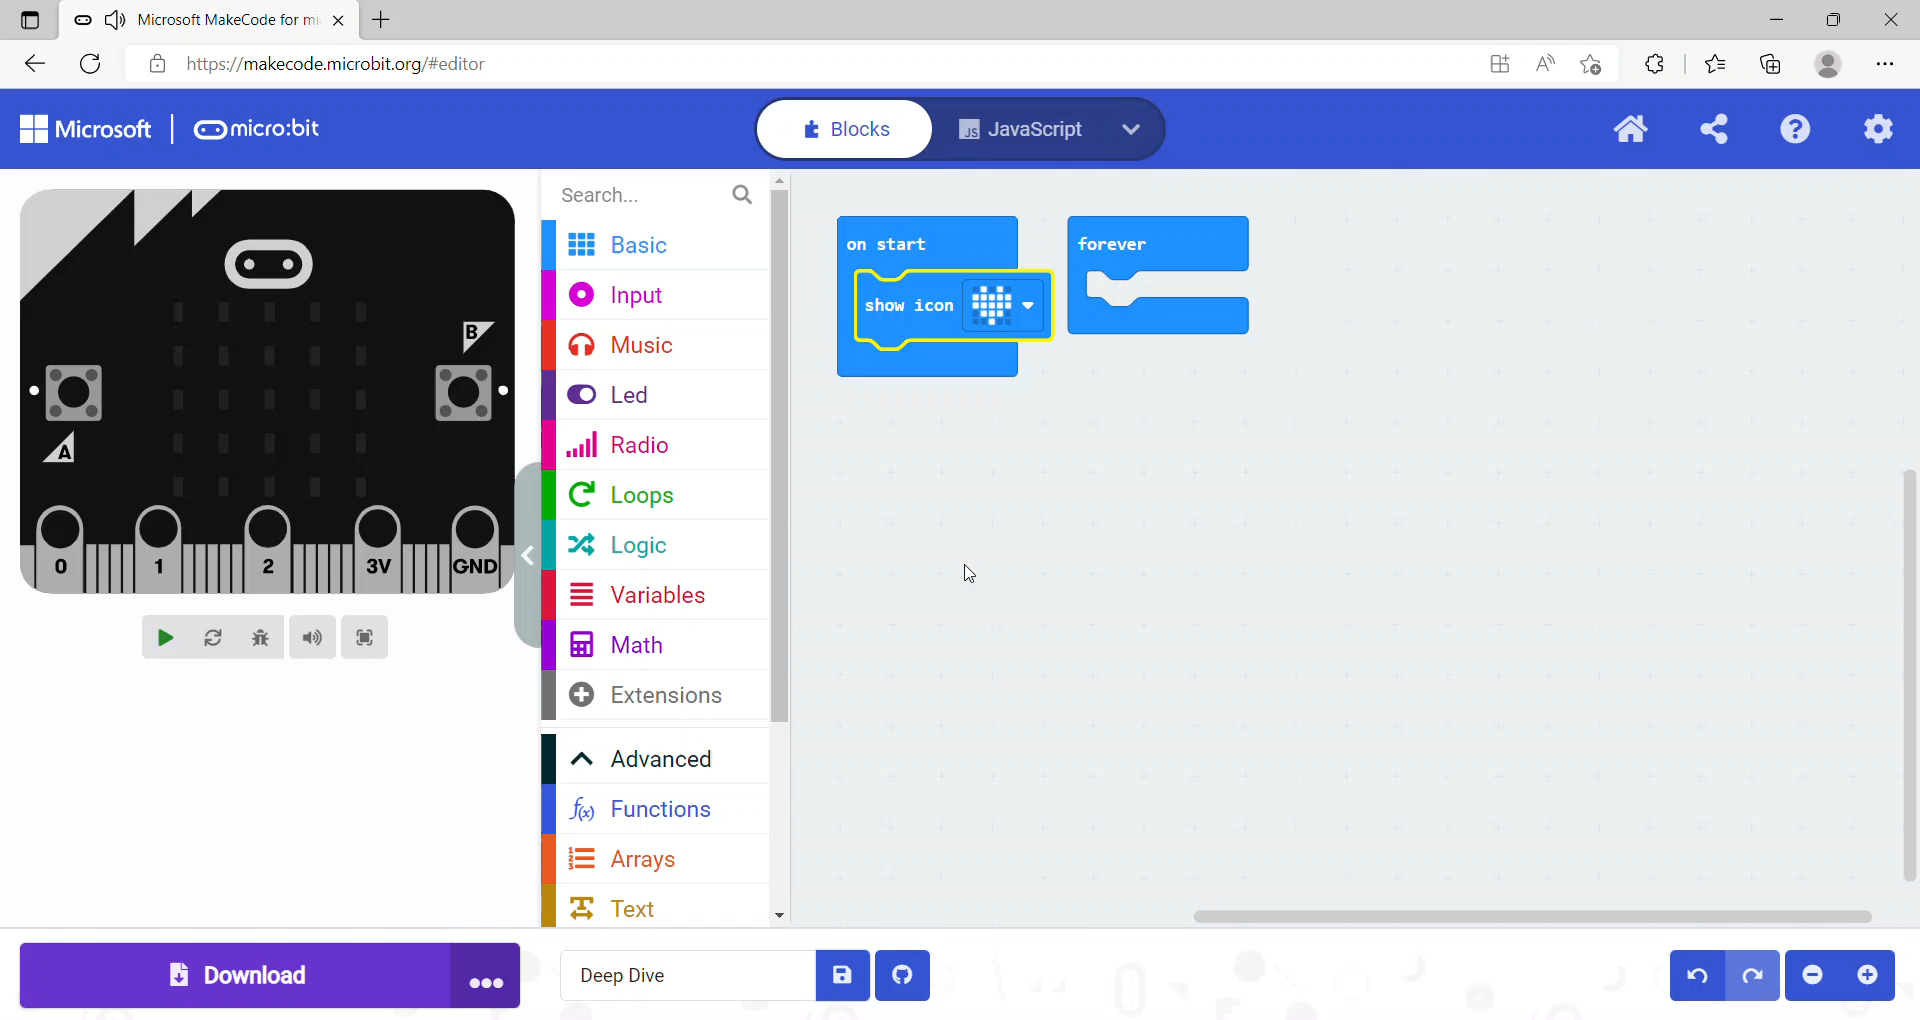 Microsoft MakeCode for mi
https://makecode.microbit.org/#editor
Microsoft
micro:bit
Blocks
JS JavaScript
Search...
Basic
Input
Music
Led
Radio
Loops
Logic
Variables
Math
Extensions
Advanced
f(x) Functions
Arrays
Text
on start
show icon
forever
B
A
0 1 2 3V GND
Download
Deep Dive